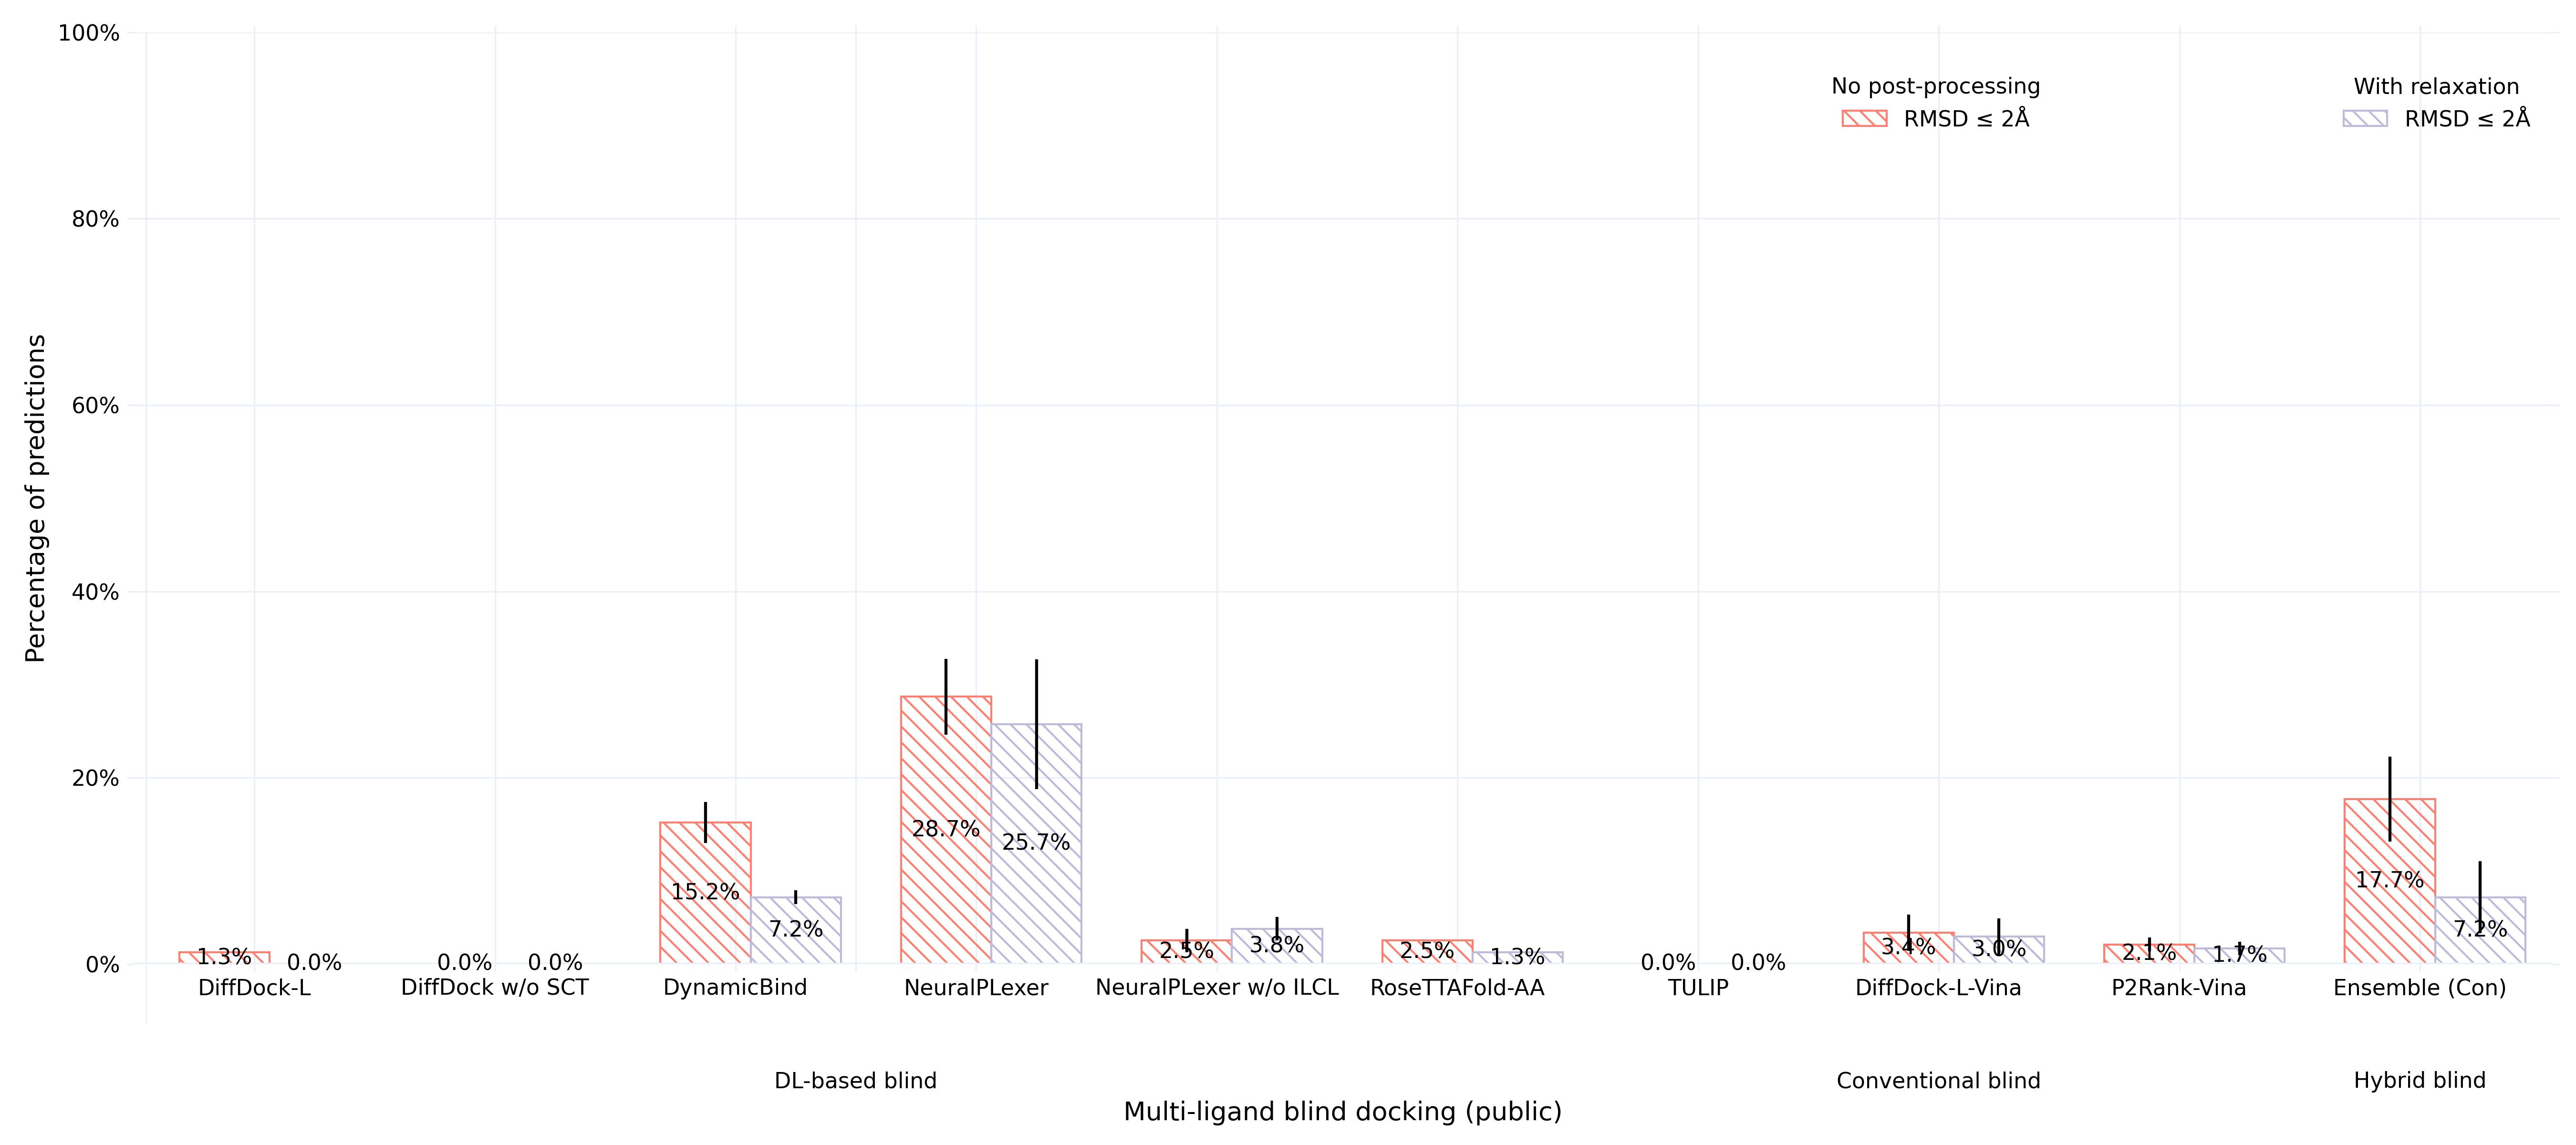 100%
80%
60%
40%
20%
0%
Percentage of predictions
No post-processing
RMSD ≤ 2Å
With relaxation
RMSD ≤ 2Å
1.3%
0.0%
0.0%
0.0%
15.2%
7.2%
28.7%
25.7%
2.5%
3.8%
2.5%
1.3%
0.0%
0.0%
3.4%
3.0%
2.1%
1.7%
17.7%
7.2%
DiffDock-L
DiffDock w/o SCT
DynamicBind
NeuralPLexer
NeuralPLexer w/o ILCL
RoseTTAFold-AA
TULIP
DiffDock-L-Vina
P2Rank-Vina
Ensemble (Con)
DL-based blind
Conventional blind
Hybrid blind
Multi-ligand blind docking (public)